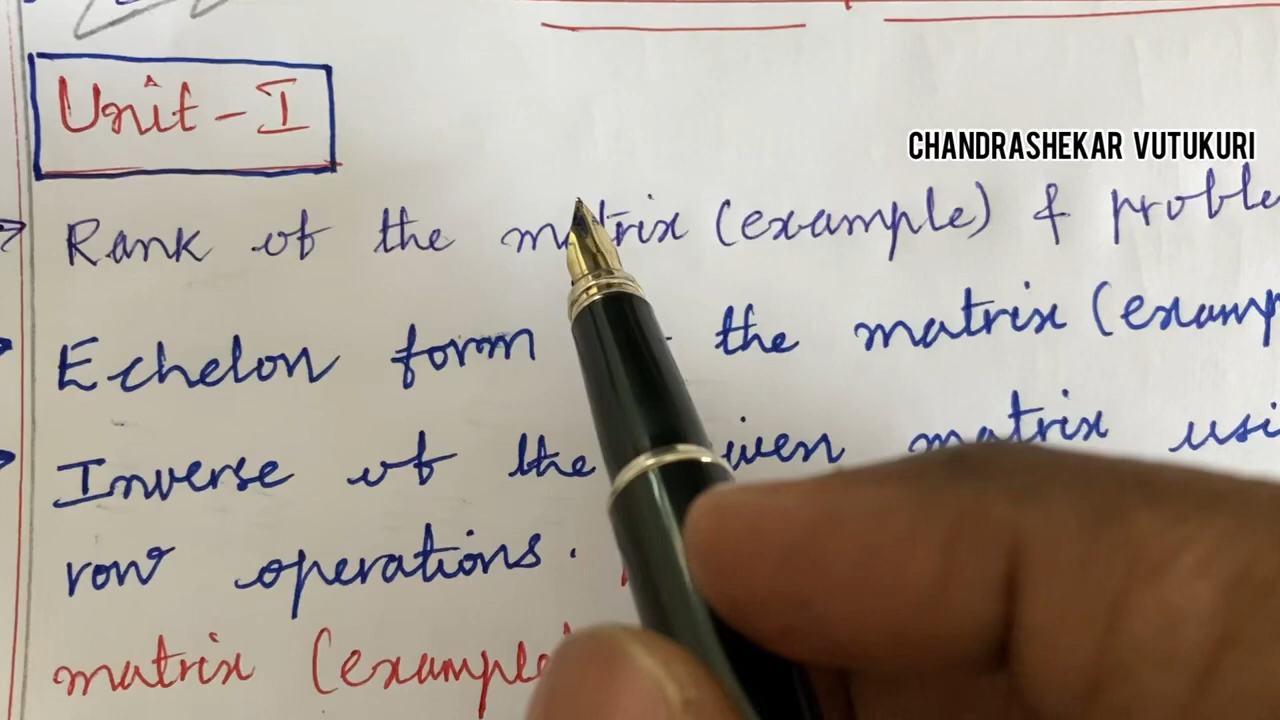 Unit - I
CHANDRASHEKAR VUTUKURI
Rank of the matrix (example) & proble
Echelon form the matrix (examp
Inverse of the given matrix usi
row operations.
matrix (example